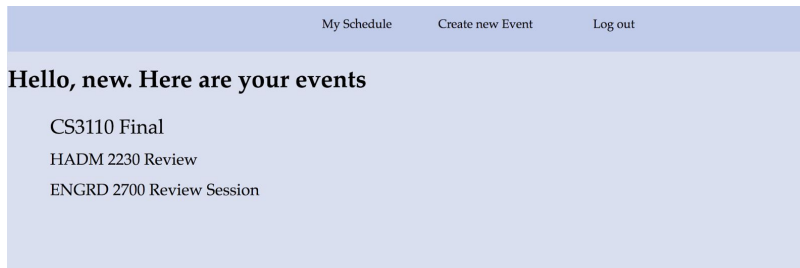 My Schedule Create new Event Log out
Hello, new. Here are your events
CS3110 Final
HADM 2230 Review
ENGRD 2700 Review Session